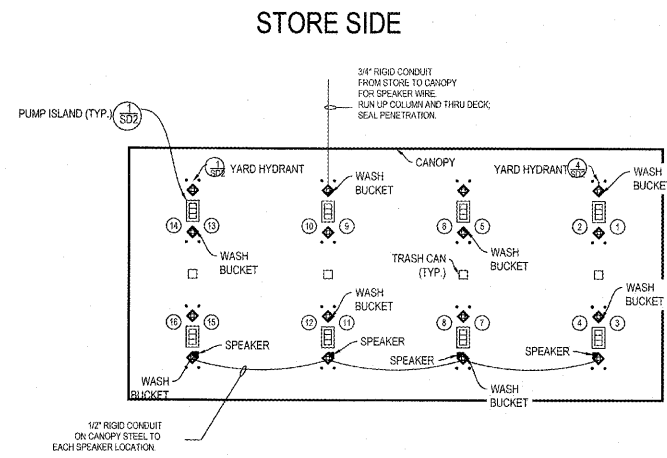 STORE SIDE
3/4" RIGID CONDUIT
FROM STORE TO CANOPY
FOR SPEAKER WIRE.
RUN UP COLUMN AND THRU DECK;
SEAL PENETRATION.
PUMP ISLAND (TYP.)
1
SD2
CANOPY
1
SD2
YARD HYDRANT
WASH
BUCKET
YARD HYDRANT
4
SD2
WASH
BUCKET
14
13
10
9
6
5
2
1
WASH
BUCKET
WASH
BUCKET
TRASH CAN
(TYP.)
WASH
BUCKET
WASH
BUCKET
16
15
12
11
8
7
4
3
SPEAKER
SPEAKER
SPEAKER
SPEAKER
WASH
BUCKET
WASH
BUCKET
1/2" RIGID CONDUIT
ON CANOPY STEEL TO
EACH SPEAKER LOCATION.